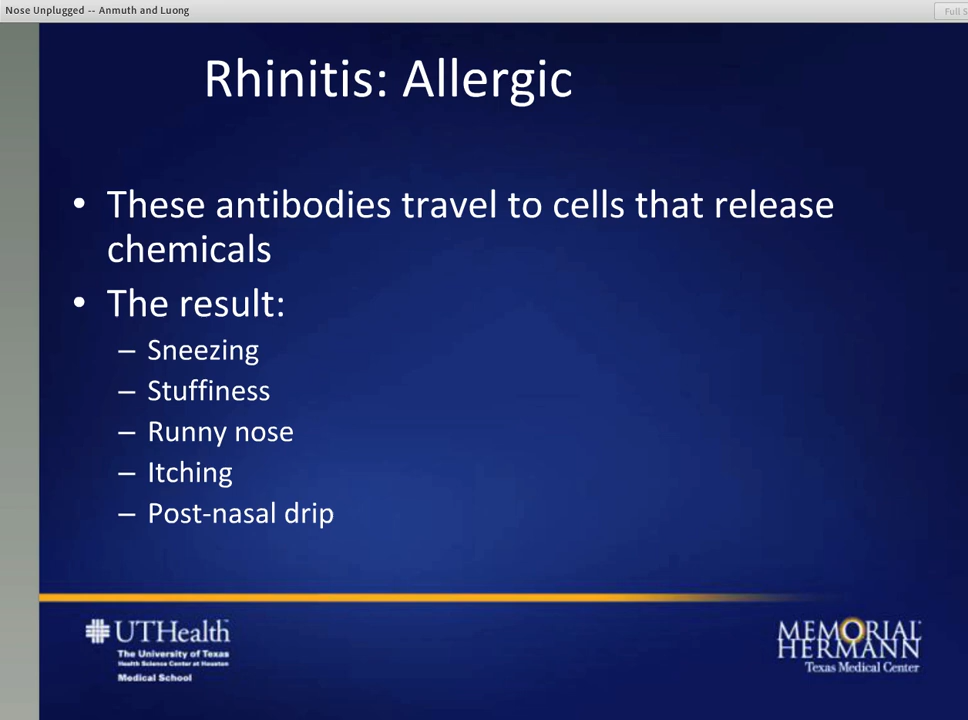 Nose Unplugged -- Anmuth and Luong
Full S
Rhinitis: Allergic
• These antibodies travel to cells that release
chemicals
• The result:
– Sneezing
– Stuffiness
– Runny nose
– Itching
– Post-nasal drip
UTHealth
The University of Texas
Health Science Center at Houston
Medical School
MEMORIAL
HERMANN
Texas Medical Center